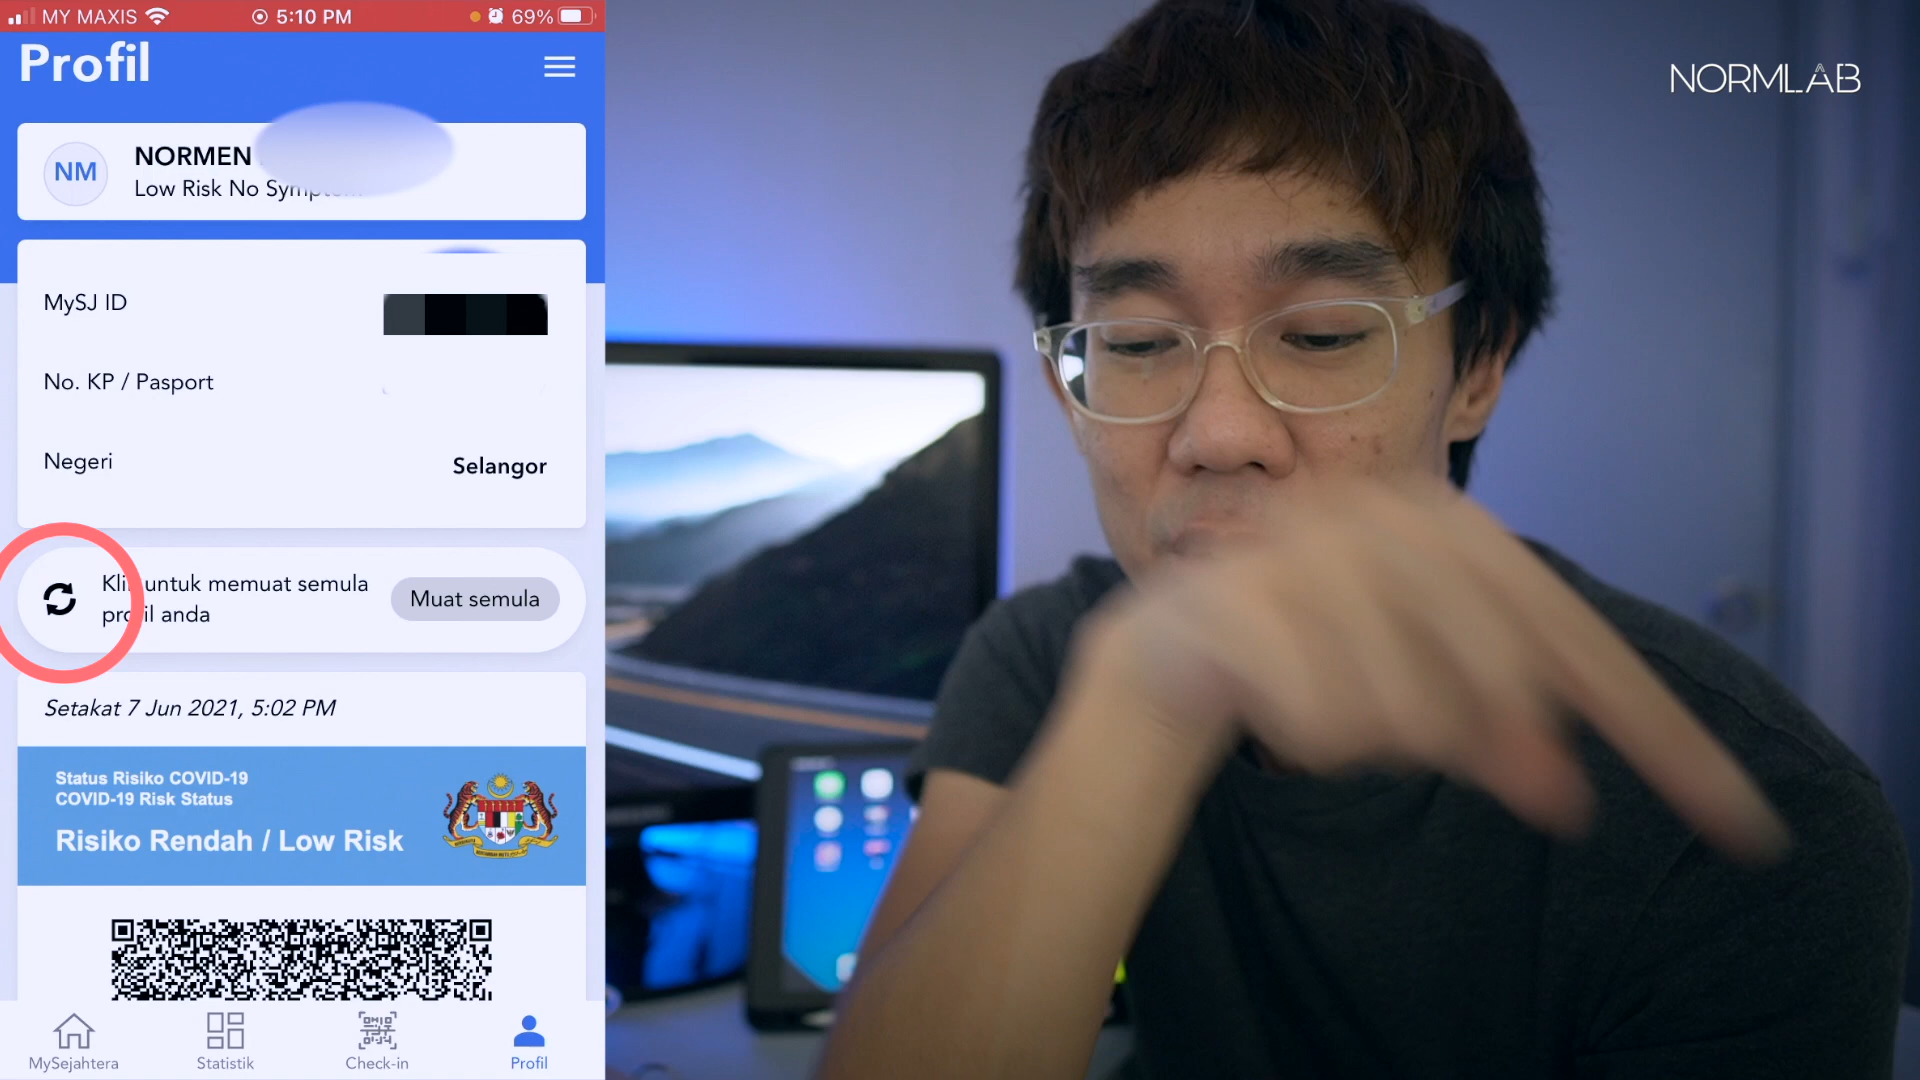 MY MAXIS
5:10 PM
69%
Profil
NORMLAB
NM
NORMEN
Low Risk No
MySJ ID
No. KP / Pasport
Negeri
Selangor
untuk memuat semula
anda
Muat semula
Setakat 7 Jun 2021, 5:02 PM
Status Risiko COVID-19
COVID-19 Risk Status
Risiko Rendah / Low Risk
MySejahtera
Statistik
Check-in
Profil